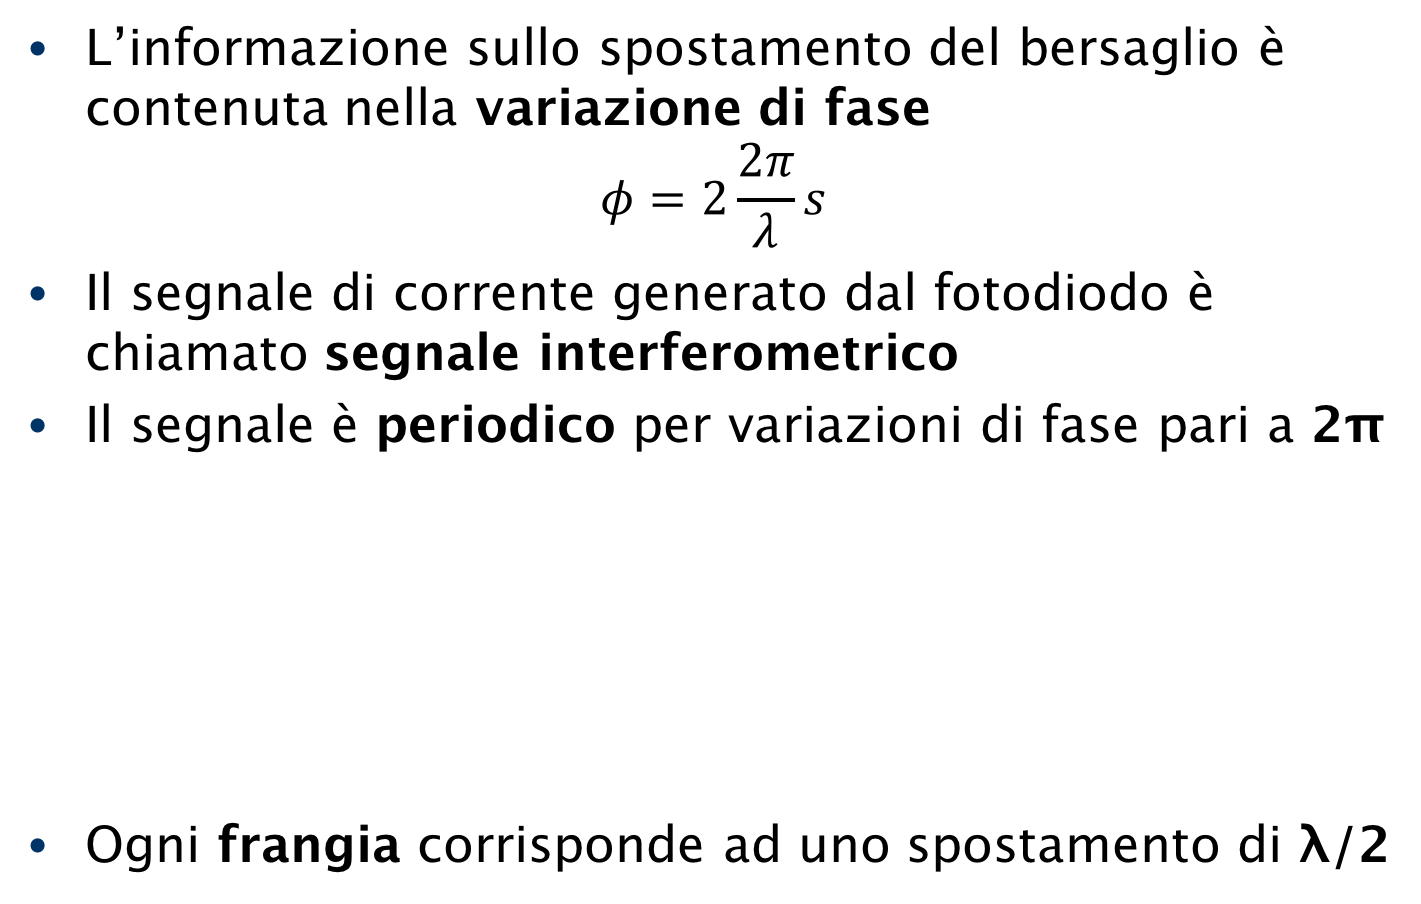 • L’informazione sullo spostamento del bersaglio è
contenuta nella variazione di fase
ϕ = 2 2π/λ s
• Il segnale di corrente generato dal fotodiodo è
chiamato segnale interferometrico
• Il segnale è periodico per variazioni di fase pari a 2π
• Ogni frangia corrisponde ad uno spostamento di λ/2